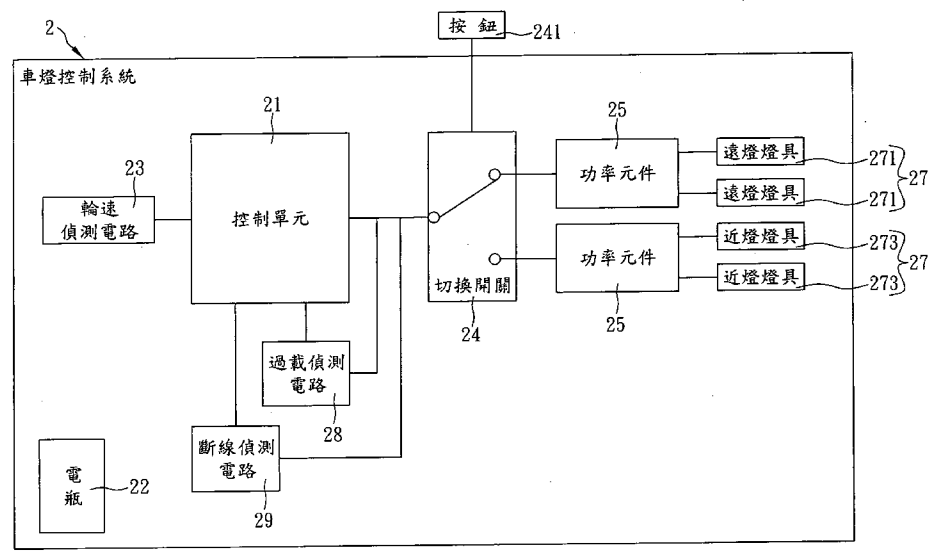 按鈕
241
2
車燈控制系統
21
控制單元
23
輪速
偵測電路
25
功率元件
遠燈燈具
271
遠燈燈具
271
27
功率元件
25
近燈燈具
273
近燈燈具
273
27
切換開關
24
過載偵測
電路
28
斷線偵測
電路
29
電
瓶
22